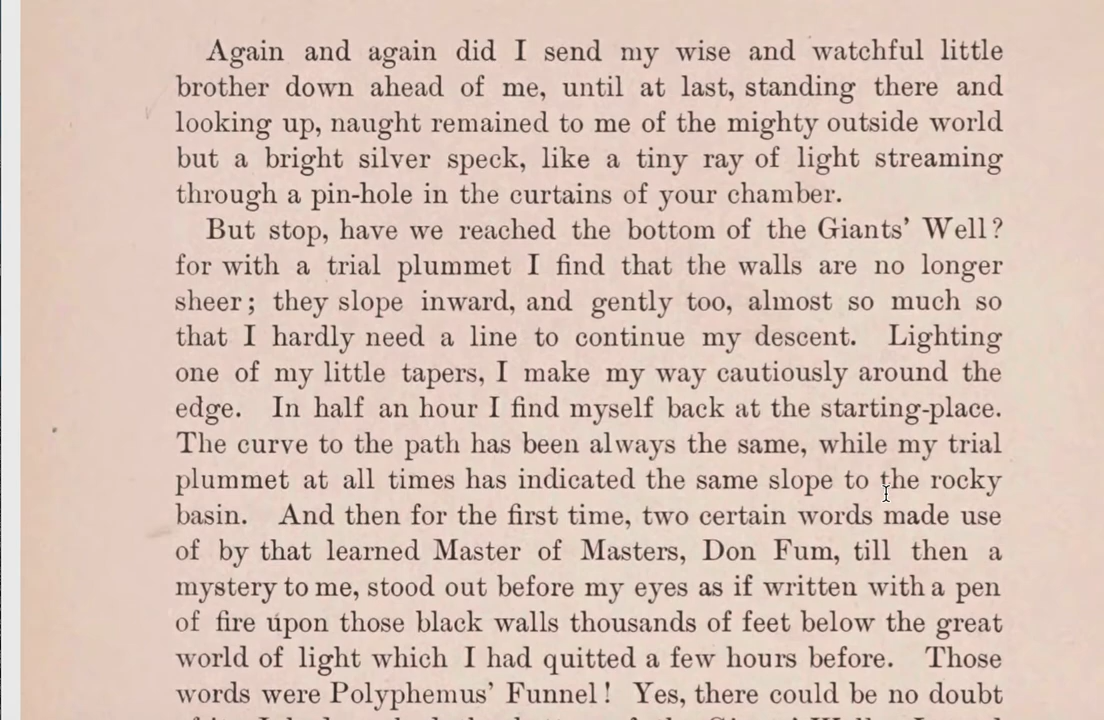 Again and again did I send my wise and watchful little
brother down ahead of me, until at last, standing there and
looking up, naught remained to me of the mighty outside world
but a bright silver speck, like a tiny ray of light streaming
through a pin-hole in the curtains of your chamber.
But stop, have we reached the bottom of the Giants' Well?
for with a trial plummet I find that the walls are no longer
sheer; they slope inward, and gently too, almost so much so
that I hardly need a line to continue my descent. Lighting
one of my little tapers, I make my way cautiously around the
edge. In half an hour I find myself back at the starting-place.
The curve to the path has been always the same, while my trial
plummet at all times has indicated the same slope to the rocky
basin. And then for the first time, two certain words made use
of by that learned Master of Masters, Don Fum, till then a
mystery to me, stood out before my eyes as if written with a pen
of fire upon those black walls thousands of feet below the great
world of light which I had quitted a few hours before. Those
words were Polyphemus' Funnel! Yes, there could be no doubt